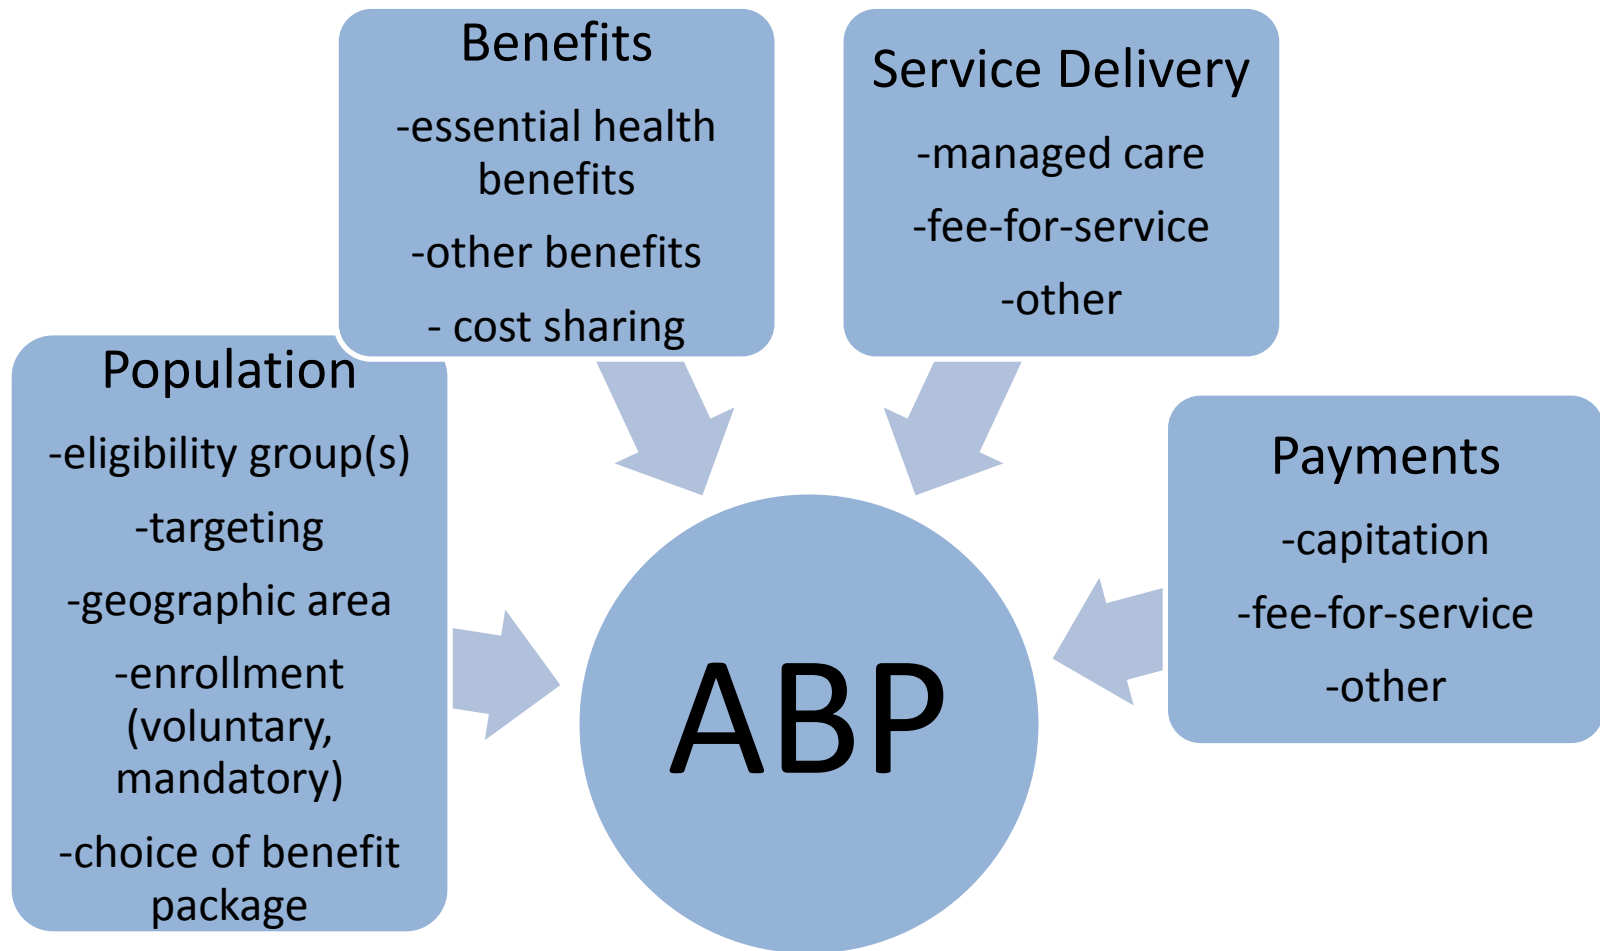 Benefits
-essential health
benefits
-other benefits
- cost sharing
Service Delivery
-managed care
-fee-for-service
-other
Population
-eligibility group(s)
-targeting
-geographic area
-enrollment
(voluntary,
mandatory)
-choice of benefit
package
Payments
-capitation
-fee-for-service
-other
ABP